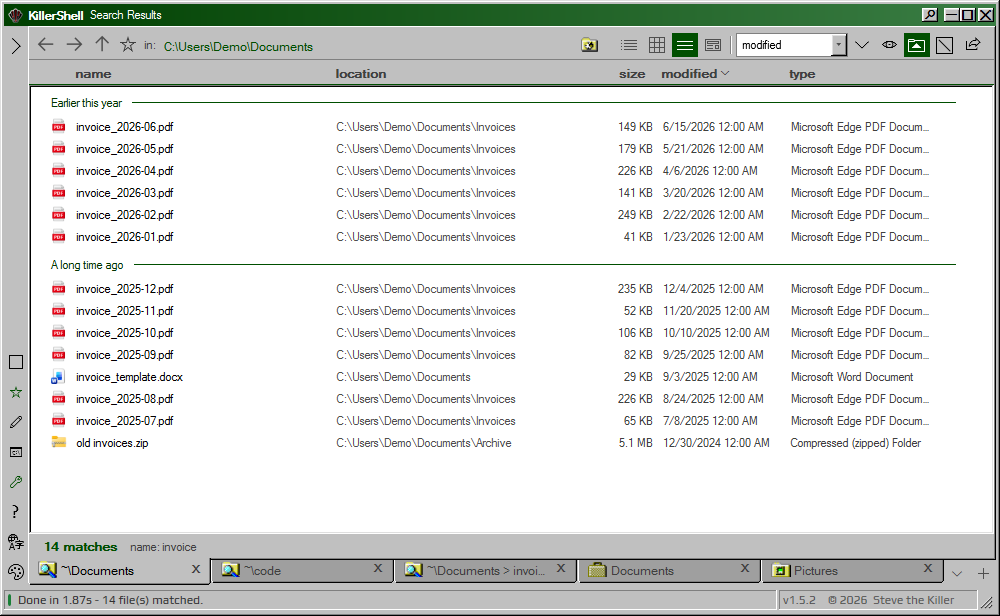 KillerShell Search Results
in: C:\Users\Demo\Documents
modified
name location size modified type
Earlier this year
invoice_2026-06.pdf C:\Users\Demo\Documents\Invoices 149 KB 6/15/2026 12:00 AM Microsoft Edge PDF Docum...
invoice_2026-05.pdf C:\Users\Demo\Documents\Invoices 179 KB 5/21/2026 12:00 AM Microsoft Edge PDF Docum...
invoice_2026-04.pdf C:\Users\Demo\Documents\Invoices 226 KB 4/6/2026 12:00 AM Microsoft Edge PDF Docum...
invoice_2026-03.pdf C:\Users\Demo\Documents\Invoices 141 KB 3/20/2026 12:00 AM Microsoft Edge PDF Docum...
invoice_2026-02.pdf C:\Users\Demo\Documents\Invoices 249 KB 2/22/2026 12:00 AM Microsoft Edge PDF Docum...
invoice_2026-01.pdf C:\Users\Demo\Documents\Invoices 41 KB 1/23/2026 12:00 AM Microsoft Edge PDF Docum...
A long time ago
invoice_2025-12.pdf C:\Users\Demo\Documents\Invoices 235 KB 12/4/2025 12:00 AM Microsoft Edge PDF Docum...
invoice_2025-11.pdf C:\Users\Demo\Documents\Invoices 52 KB 11/20/2025 12:00 AM Microsoft Edge PDF Docum...
invoice_2025-10.pdf C:\Users\Demo\Documents\Invoices 106 KB 10/10/2025 12:00 AM Microsoft Edge PDF Docum...
invoice_2025-09.pdf C:\Users\Demo\Documents\Invoices 82 KB 9/25/2025 12:00 AM Microsoft Edge PDF Docum...
invoice_template.docx C:\Users\Demo\Documents 29 KB 9/3/2025 12:00 AM Microsoft Word Document
invoice_2025-08.pdf C:\Users\Demo\Documents\Invoices 226 KB 8/24/2025 12:00 AM Microsoft Edge PDF Docum...
invoice_2025-07.pdf C:\Users\Demo\Documents\Invoices 65 KB 7/8/2025 12:00 AM Microsoft Edge PDF Docum...
old invoices.zip C:\Users\Demo\Documents\Archive 5.1 MB 12/30/2024 12:00 AM Compressed (zipped) Folder
14 matches name: invoice
~\Documents X ~\code X ~\Documents > invoi... X Documents X Pictures X
Done in 1.87s - 14 file(s) matched. v1.5.2 © 2026 Steve the Killer